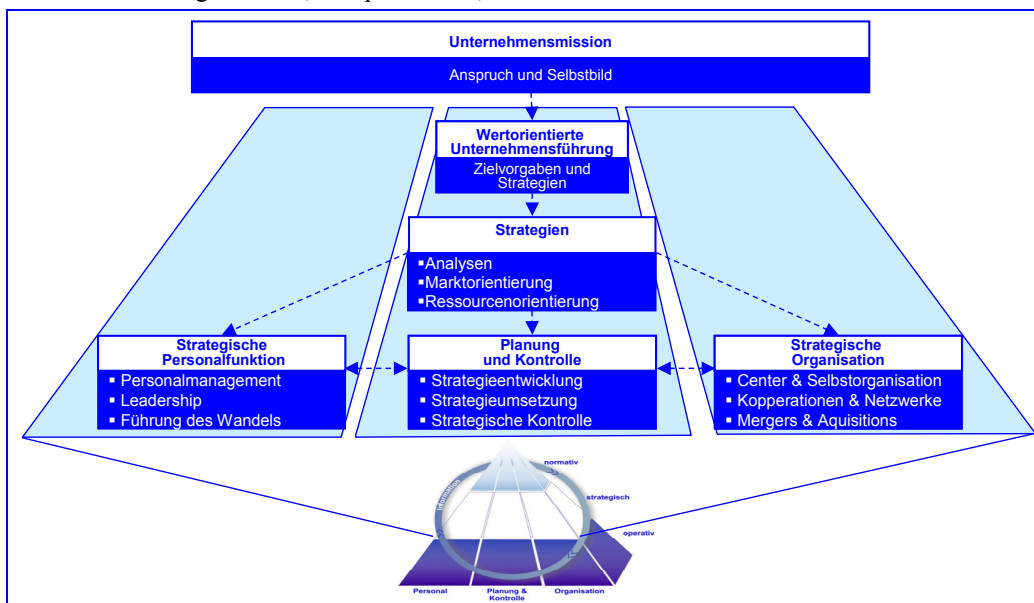 Unternehmensmission
Anspruch und Selbstbild
Wertorientierte
Unternehmensführung
Zielvorgaben und
Strategien
Strategien
▪Analysen
▪Marktorientierung
▪Ressourcenorientierung
Strategische
Personalfunktion
▪ Personalmanagement
▪ Leadership
▪ Führung des Wandels
Planung
und Kontrolle
▪ Strategieentwicklung
▪ Strategieumsetzung
▪ Strategische Kontrolle
Strategische
Organisation
▪ Center & Selbstorganisation
▪ Kopperationen & Netzwerke
▪ Mergers & Aquisitions
normativ
Information
strategisch
operativ
Personal
Planung &
Kontrolle
Organisation